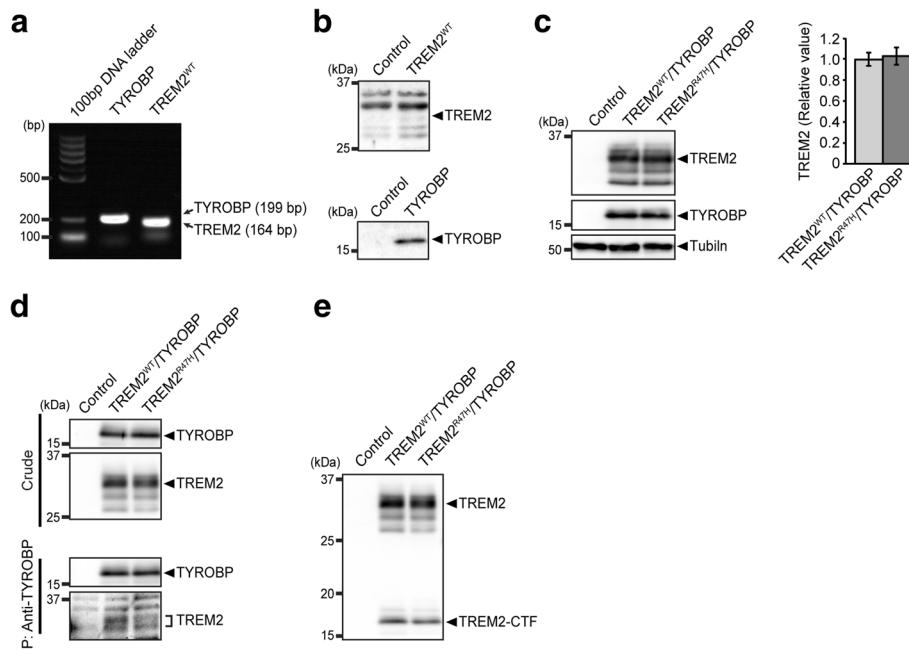 a
100bp DNA ladder
TYROBP
TREM2WT
(bp)
500
200
100
TYROBP (199 bp)
TREM2 (164 bp)
b
Control
TREM2WT
(kDa)
37
25
TREM2
Control
TYROBP
(kDa)
15
TYROBP
c
Control
TREM2WT/TYROBP
TREM2R47H/TYROBP
(kDa)
37
25
15
50
TREM2
TYROBP
Tubiln
TREM2 (Relative value)
1.2
1.0
0.8
0.6
0.4
0.2
0
TREM2WT/TYROBP
TREM2R47H/TYROBP
d
Control
TREM2WT/TYROBP
TREM2R47H/TYROBP
(kDa)
Crude
15
37
25
TYROBP
TREM2
P: Anti-TYROBP
15
37
TYROBP
TREM2
e
Control
TREM2WT/TYROBP
TREM2R47H/TYROBP
(kDa)
37
25
20
15
TREM2
TREM2-CTF